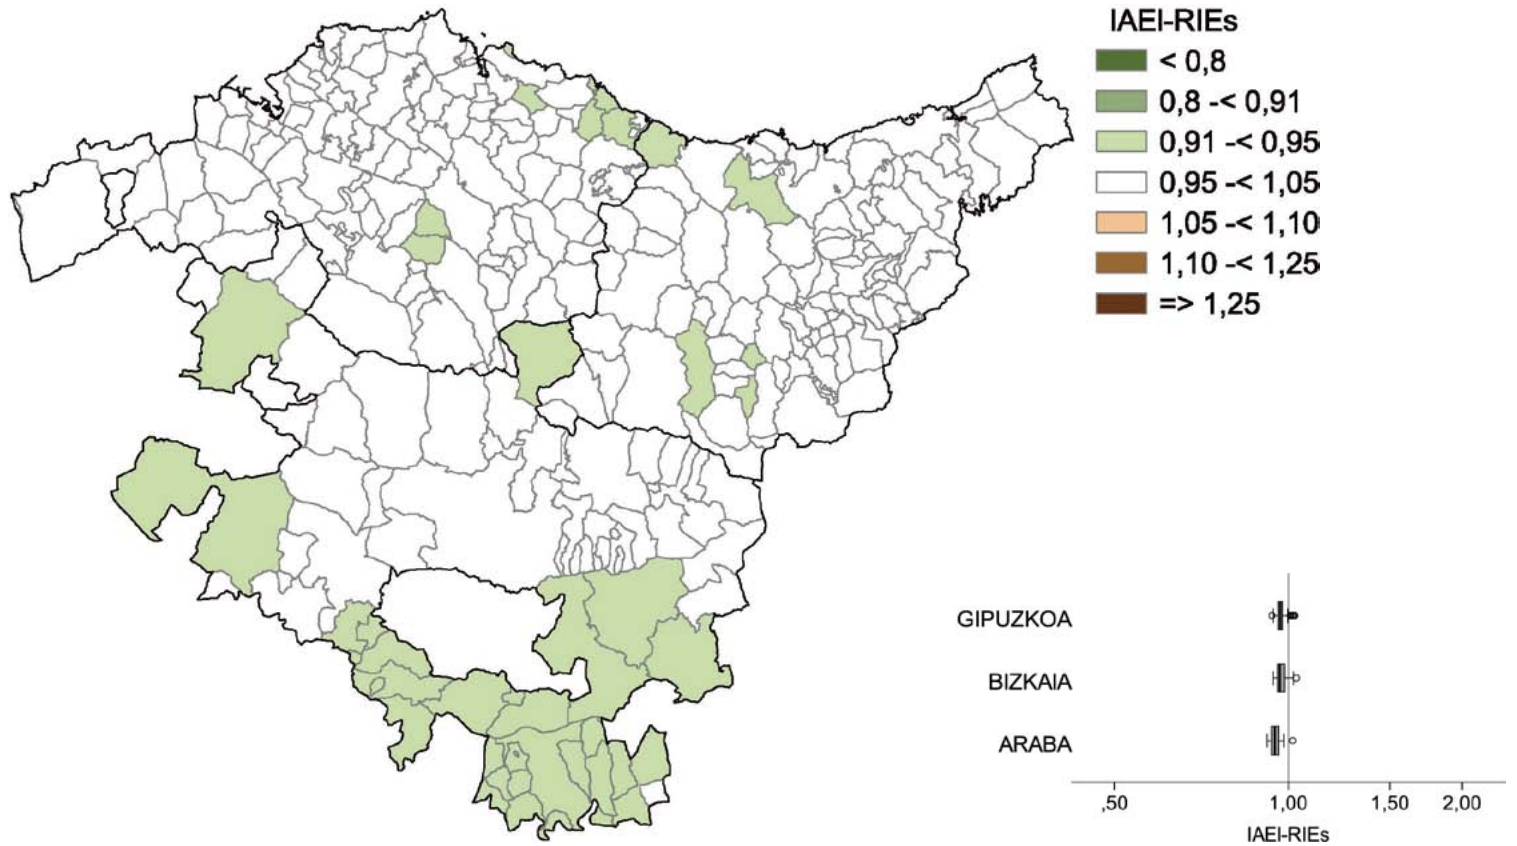 IAEI-RIEs
< 0,8
0,8 -< 0,91
0,91 -< 0,95
0,95 -< 1,05
1,05 -< 1,10
1,10 -< 1,25
=> 1,25
GIPUZKOA
BIZKAIA
ARABA
,50 1,00 1,50 2,00
IAEI-RIEs